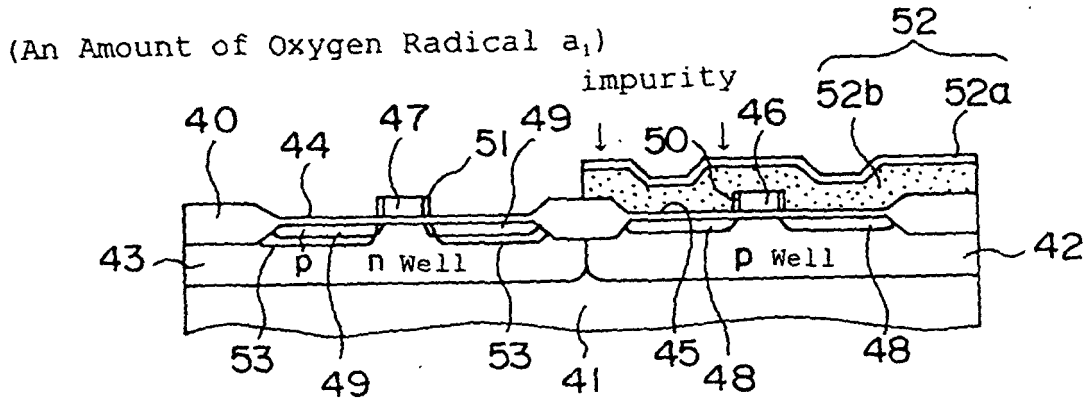 52
(An Amount of Oxygen Radical a₁)
impurity
52b 52a
40 44 47 51 49 50 46
43 p n Well p Well 42
53 49 53 41 45 48 48